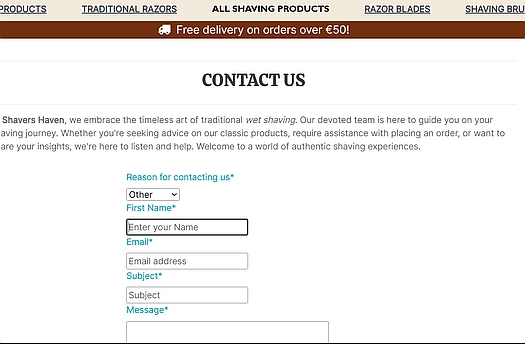 PRODUCTS TRADITIONAL RAZORS ALL SHAVING PRODUCTS RAZOR BLADES SHAVING BRU
Free delivery on orders over €50!
CONTACT US
Shavers Haven, we embrace the timeless art of traditional wet shaving. Our devoted team is here to guide you on your
aving journey. Whether you're seeking advice on our classic products, require assistance with placing an order, or want to
are your insights, we're here to listen and help. Welcome to a world of authentic shaving experiences.
Reason for contacting us*
Other
First Name*
Enter your Name
Email*
Email address
Subject*
Subject
Message*